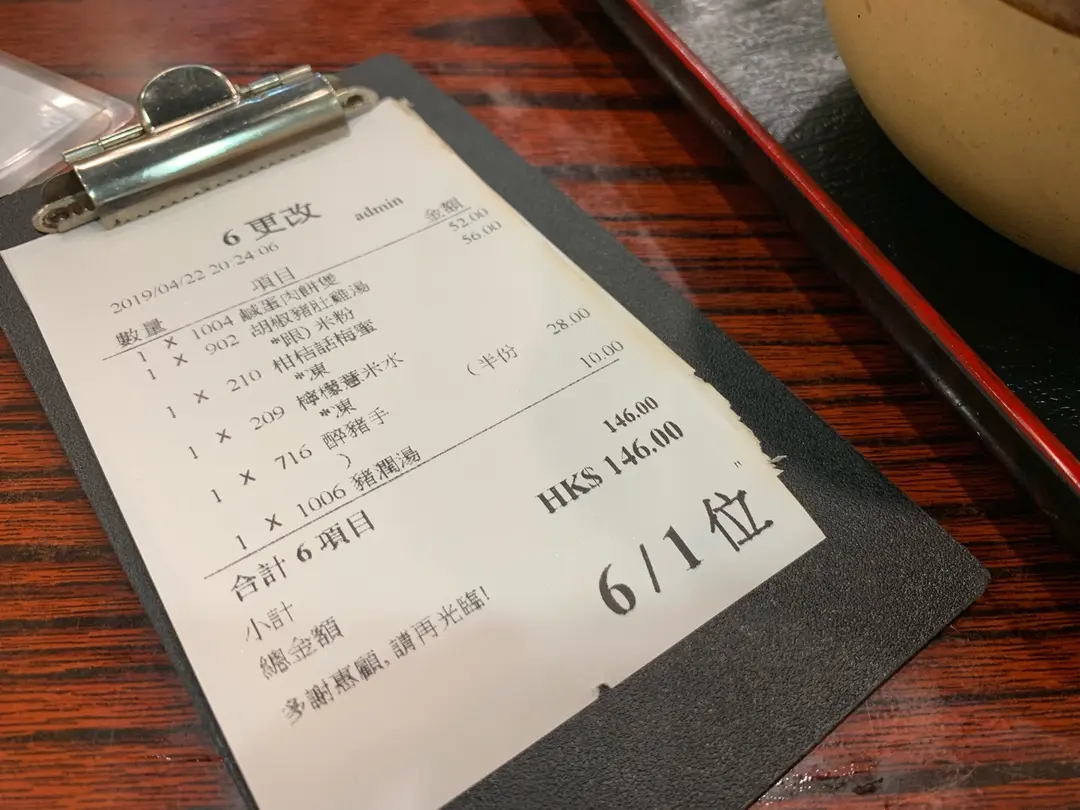 6 更改
2019/04/22 20:24 06 admin
數量 項目 金額
1 x 1004 鹹蛋肉餅煲 52.00
1 x 902 胡椒豬肚雞湯 56.00
*眼) 米粉
1 x 210 柑桔話梅蜜
*凍
1 x 209 檸檬薏米水
*凍
1 x 716 醉豬手 (半份 28.00
)
1 x 1006 豬潤湯 10.00
合計 6 項目
小計 146.00
總金額 HK$ 146.00
多謝惠顧, 請再光臨!
6 / 1 位